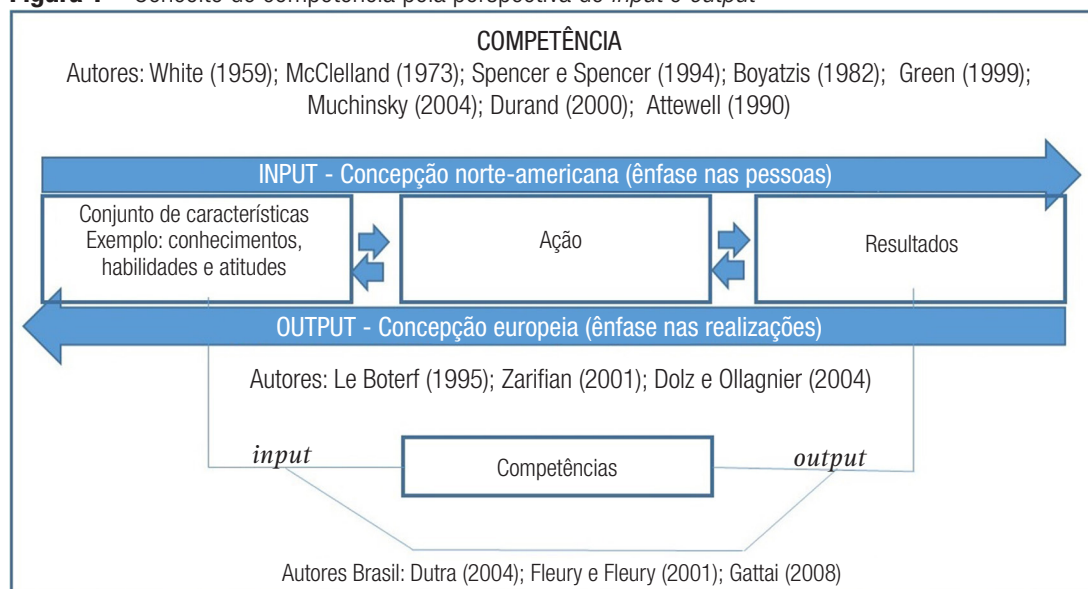 COMPETÊNCIA
Autores: White (1959); McClelland (1973); Spencer e Spencer (1994); Boyatzis (1982); Green (1999);
Muchinsky (2004); Durand (2000); Attewell (1990)
INPUT - Concepção norte-americana (ênfase nas pessoas)
Conjunto de características
Exemplo: conhecimentos,
habilidades e atitudes
Ação
Resultados
OUTPUT - Concepção europeia (ênfase nas realizações)
Autores: Le Boterf (1995); Zarifian (2001); Dolz e Ollagnier (2004)
input
Competências
output
Autores Brasil: Dutra (2004); Fleury e Fleury (2001); Gattai (2008)